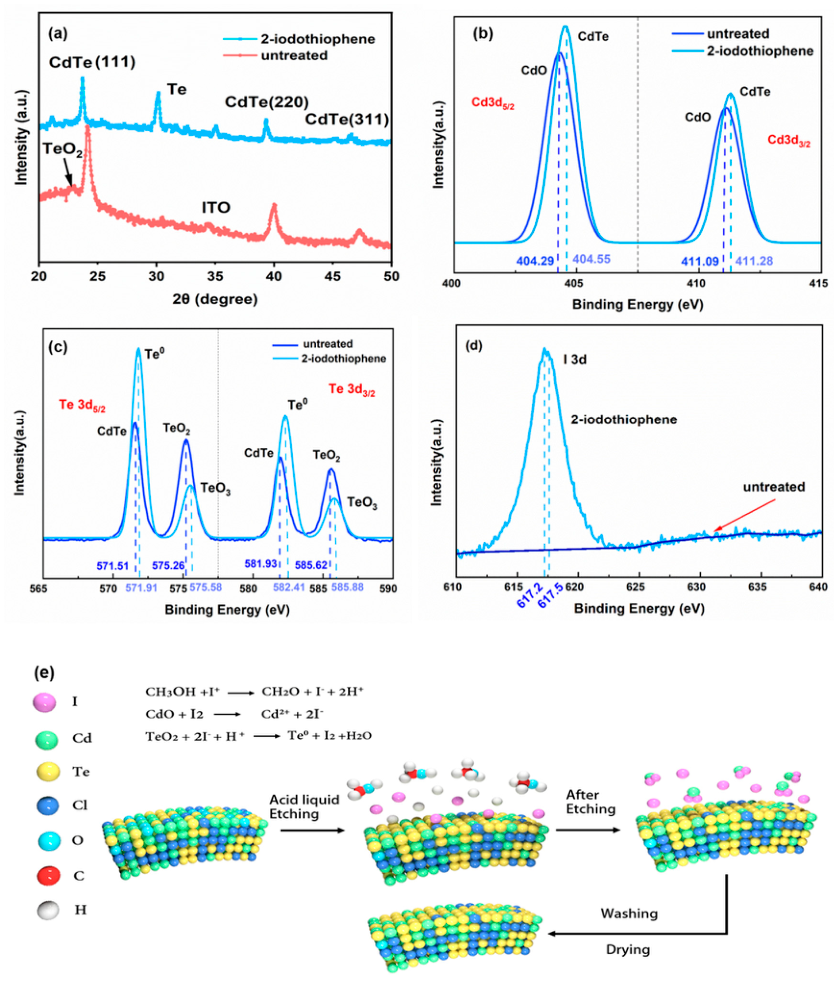 (a)
2-iodothiophene
untreated
CdTe (111)
Te
CdTe(220)
CdTe(311)
TeO2
ITO
Intensity (a.u.)
20 25 30 35 40 45 50
2θ (degree)
(b)
untreated
2-iodothiophene
CdTe
CdO
Cd3d5/2
CdTe
CdO
Cd3d3/2
Intensity(a.u.)
404.29 404.55 411.09 411.28
400 405 410 415
Binding Energy (eV)
(c)
untreated
2-iodothiophene
Te⁰
Te 3d5/2
Te 3d3/2
Te⁰
CdTe
TeO2
CdTe
TeO2
TeO3
TeO3
Intensity(a.u.)
571.51 575.26 581.93 585.62
571.91 575.58 582.41 585.88
565 570 575 580 585 590
Binding Energy (eV)
(d)
I 3d
2-iodothiophene
untreated
Intensity(a.u.)
610 615 620 625 630 635 640
617.2
617.5
Binding Energy (eV)
(e)
CH3OH +I⁺ CH2O + I⁻ + 2H⁺
CdO + I2 Cd²⁺ + 2I⁻
TeO2 + 2I⁻ + H⁺ Te⁰ + I2 +H2O
I
Cd
Te
Cl
O
C
H
Acid liquid
Etching
After
Etching
Washing
Drying